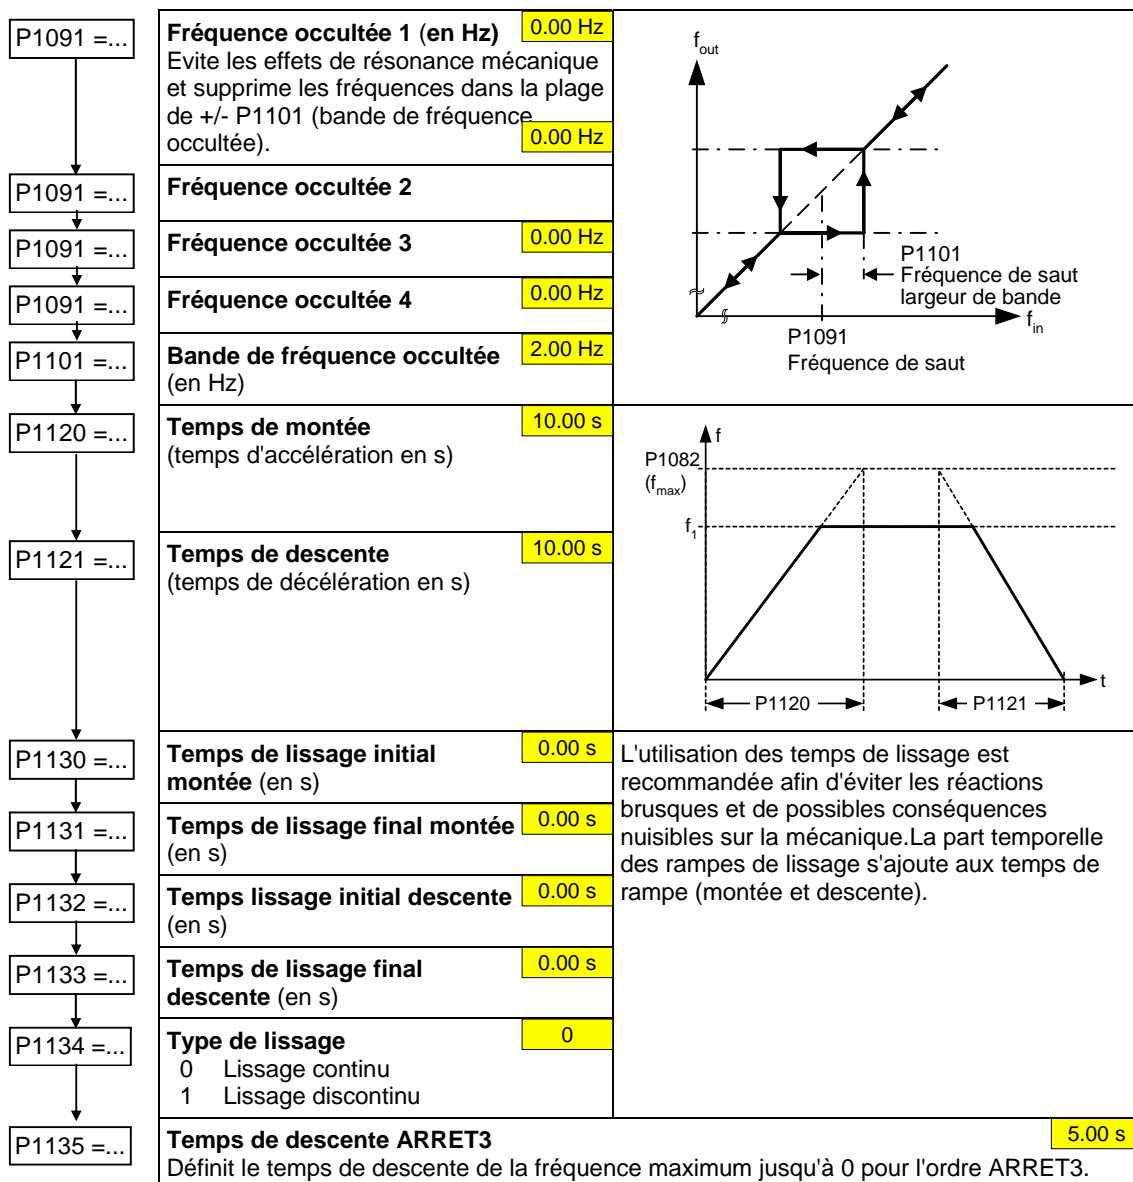 P1091 =...
Fréquence occultée 1 (en Hz)
0.00 Hz
Evite les effets de résonance mécanique
et supprime les fréquences dans la plage
de +/- P1101 (bande de fréquence
occultée).
0.00 Hz
P1091 =...
Fréquence occultée 2
P1091 =...
Fréquence occultée 3
0.00 Hz
P1091 =...
Fréquence occultée 4
0.00 Hz
P1101 =...
Bande de fréquence occultée
2.00 Hz
(en Hz)
fout
P1101
Fréquence de saut
largeur de bande
fin
P1091
Fréquence de saut
P1120 =...
Temps de montée
10.00 s
(temps d'accélération en s)
P1121 =...
Temps de descente
10.00 s
(temps de décélération en s)
f
P1082
(fmax)
f1
t
P1120
P1121
P1130 =...
Temps de lissage initial
0.00 s
montée (en s)
P1131 =...
Temps de lissage final montée
0.00 s
(en s)
P1132 =...
Temps lissage initial descente
0.00 s
(en s)
P1133 =...
Temps de lissage final
0.00 s
descente (en s)
P1134 =...
Type de lissage
0
0 Lissage continu
1 Lissage discontinu
L'utilisation des temps de lissage est
recommandée afin d'éviter les réactions
brusques et de possibles conséquences
nuisibles sur la mécanique.La part temporelle
des rampes de lissage s'ajoute aux temps de
rampe (montée et descente).
P1135 =...
Temps de descente ARRET3
5.00 s
Définit le temps de descente de la fréquence maximum jusqu'à 0 pour l'ordre ARRET3.